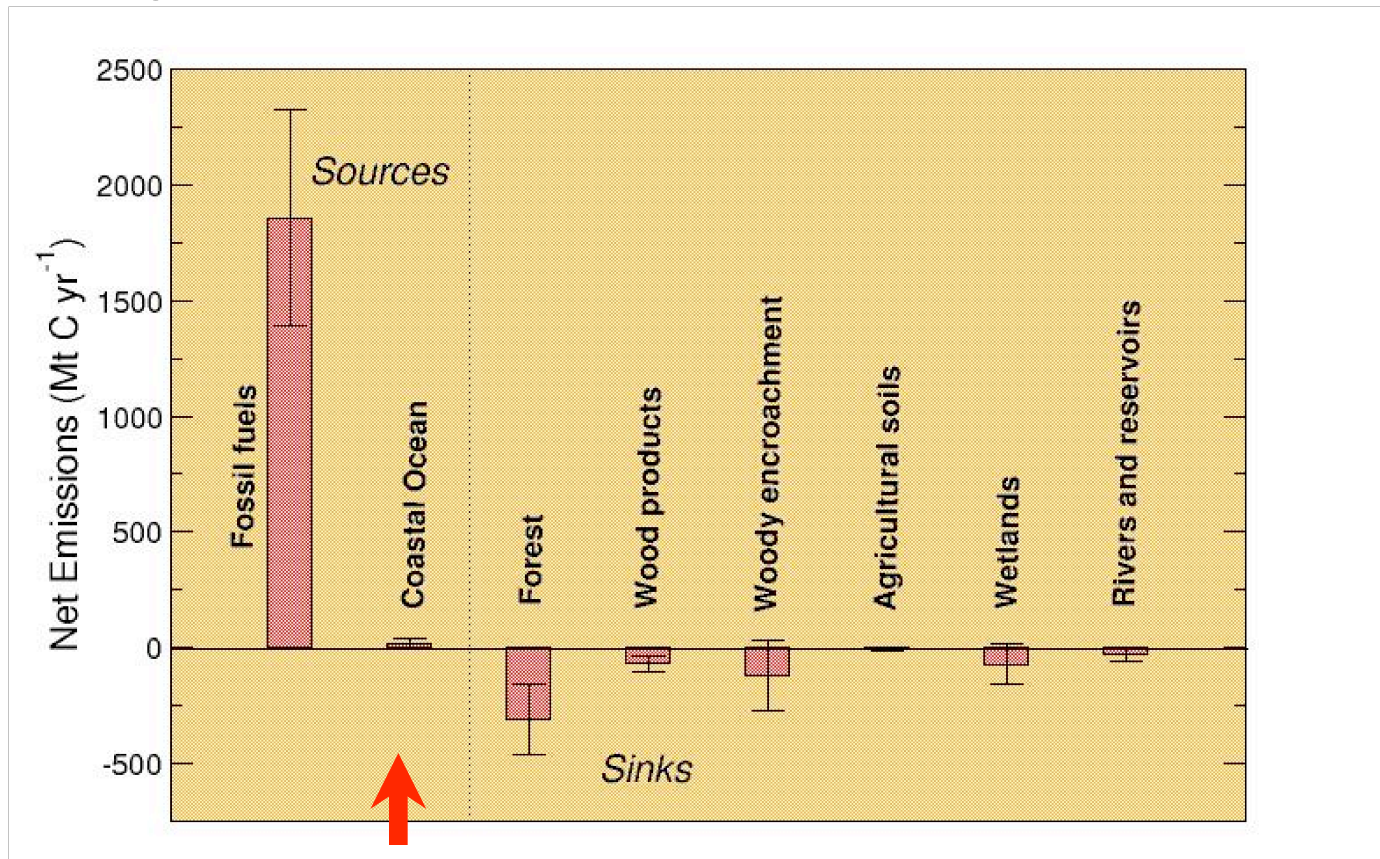 2500
2000
1500
1000
500
0
-500
Net Emissions (Mt C yr-1)
Sources
Fossil fuels
Coastal Ocean
Forest
Wood products
Woody encroachment
Agricultural soils
Wetlands
Rivers and reservoirs
Sinks